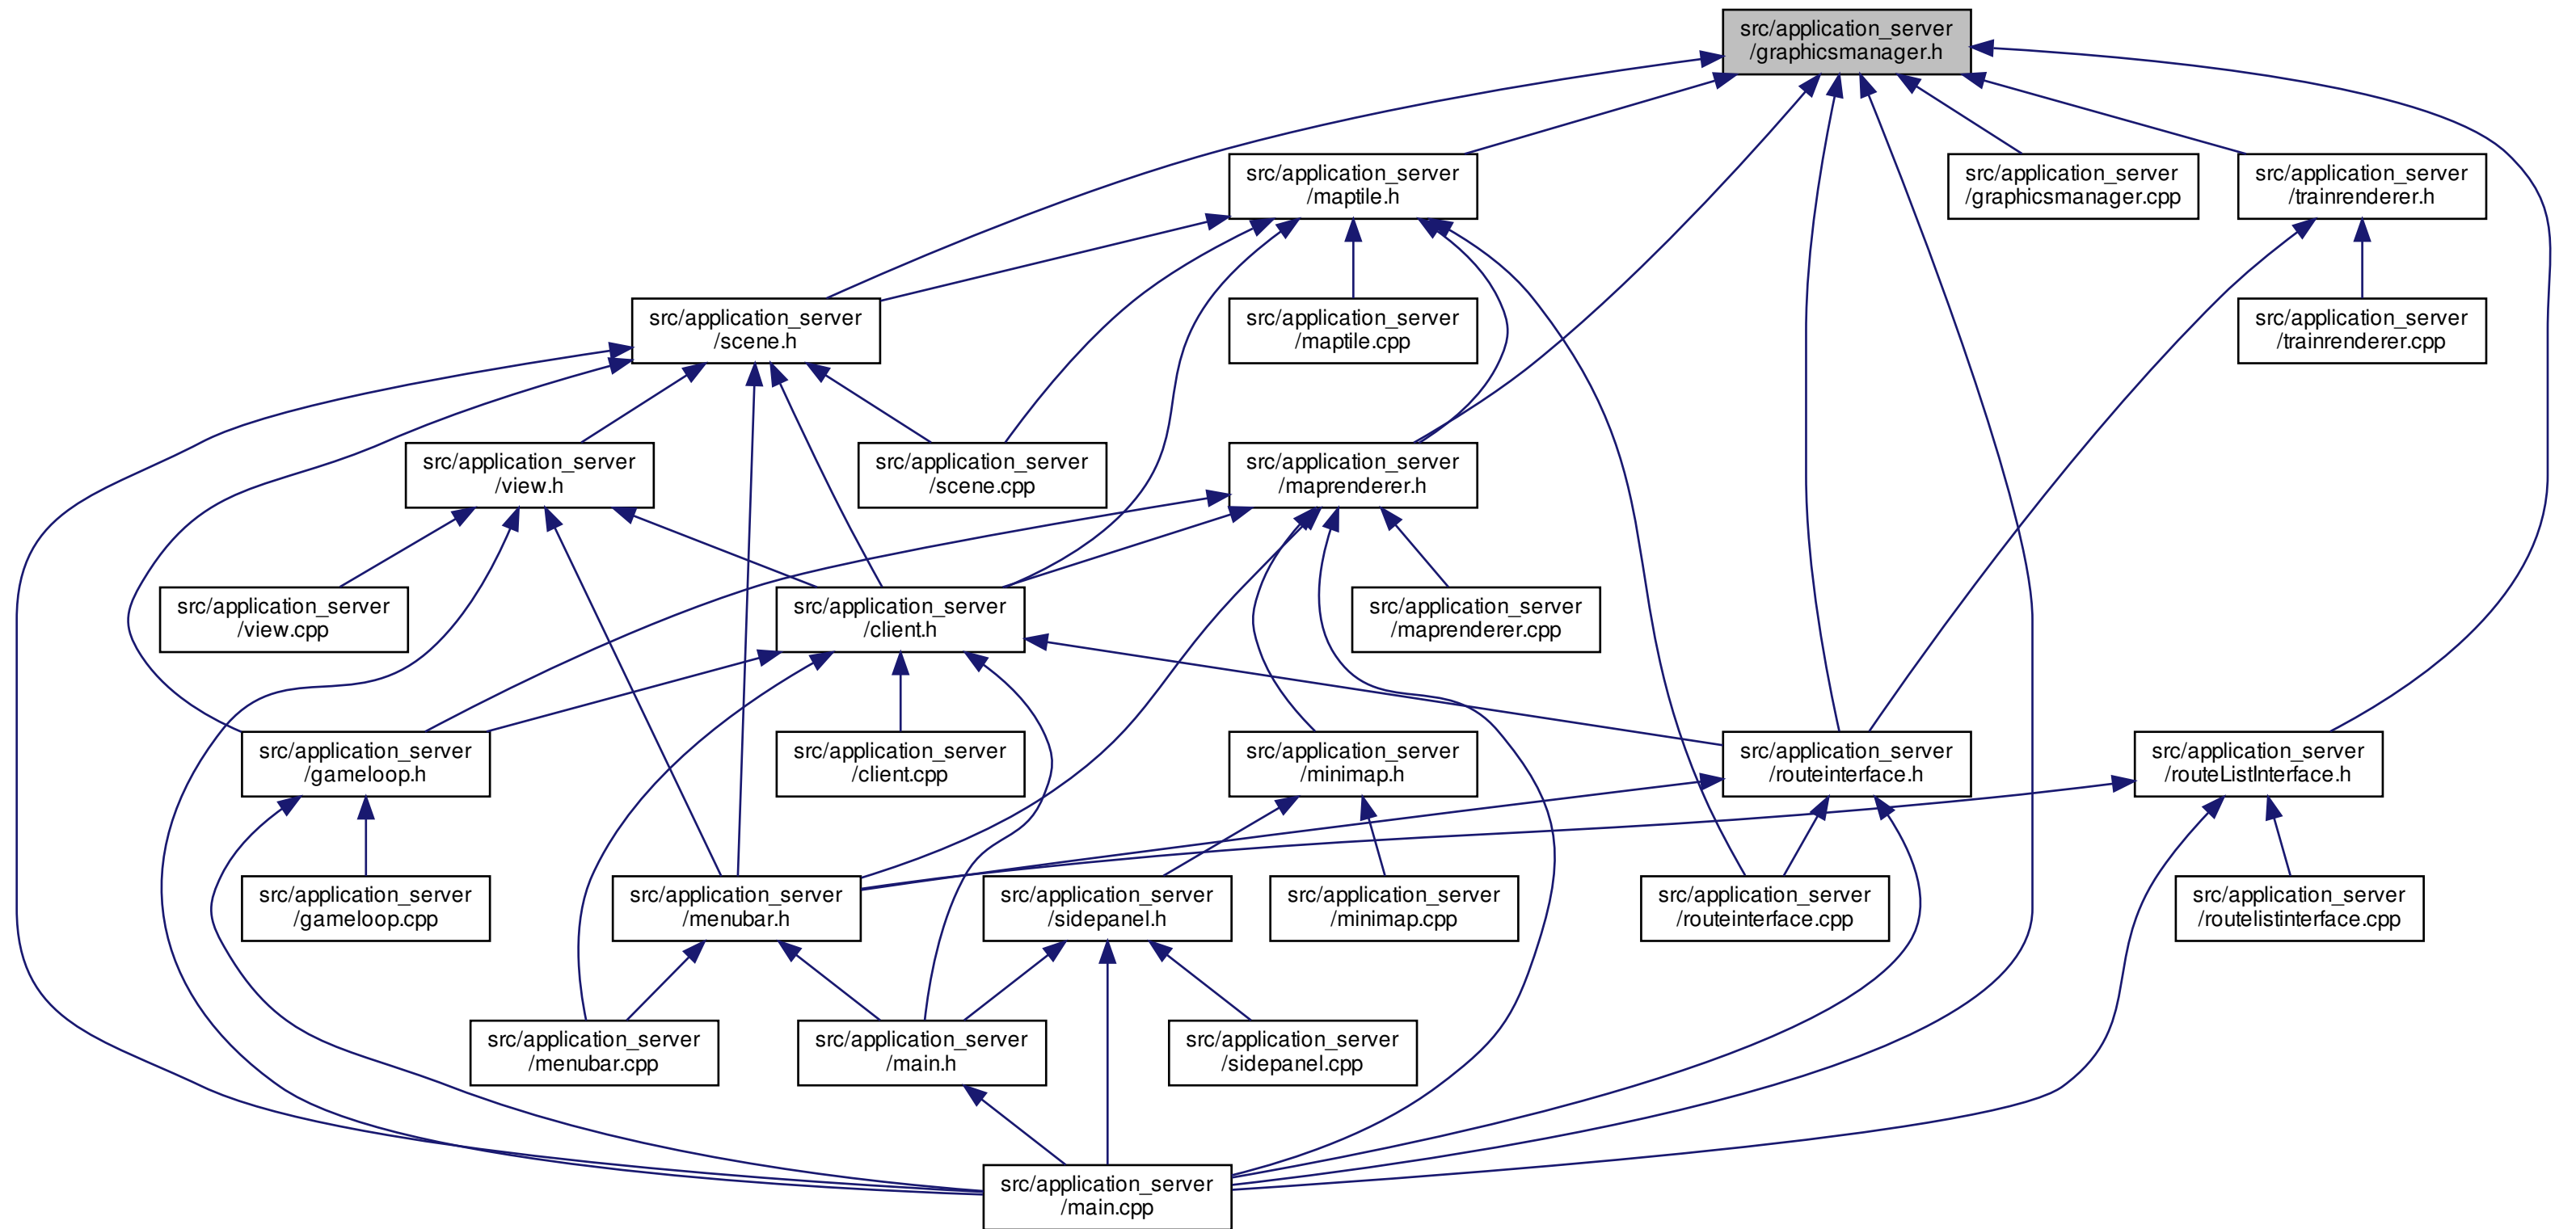 src/application_server
/graphicsmanager.h
src/application_server
/maptile.h
src/application_server
/graphicsmanager.cpp
src/application_server
/trainrenderer.h
src/application_server
/scene.h
src/application_server
/maptile.cpp
src/application_server
/trainrenderer.cpp
src/application_server
/view.h
src/application_server
/scene.cpp
src/application_server
/maprenderer.h
src/application_server
/view.cpp
src/application_server
/client.h
src/application_server
/maprenderer.cpp
src/application_server
/gameloop.h
src/application_server
/client.cpp
src/application_server
/minimap.h
src/application_server
/routeinterface.h
src/application_server
/routeListInterface.h
src/application_server
/gameloop.cpp
src/application_server
/menubar.h
src/application_server
/sidepanel.h
src/application_server
/minimap.cpp
src/application_server
/routeinterface.cpp
src/application_server
/routelistinterface.cpp
src/application_server
/menubar.cpp
src/application_server
/main.h
src/application_server
/sidepanel.cpp
src/application_server
/main.cpp